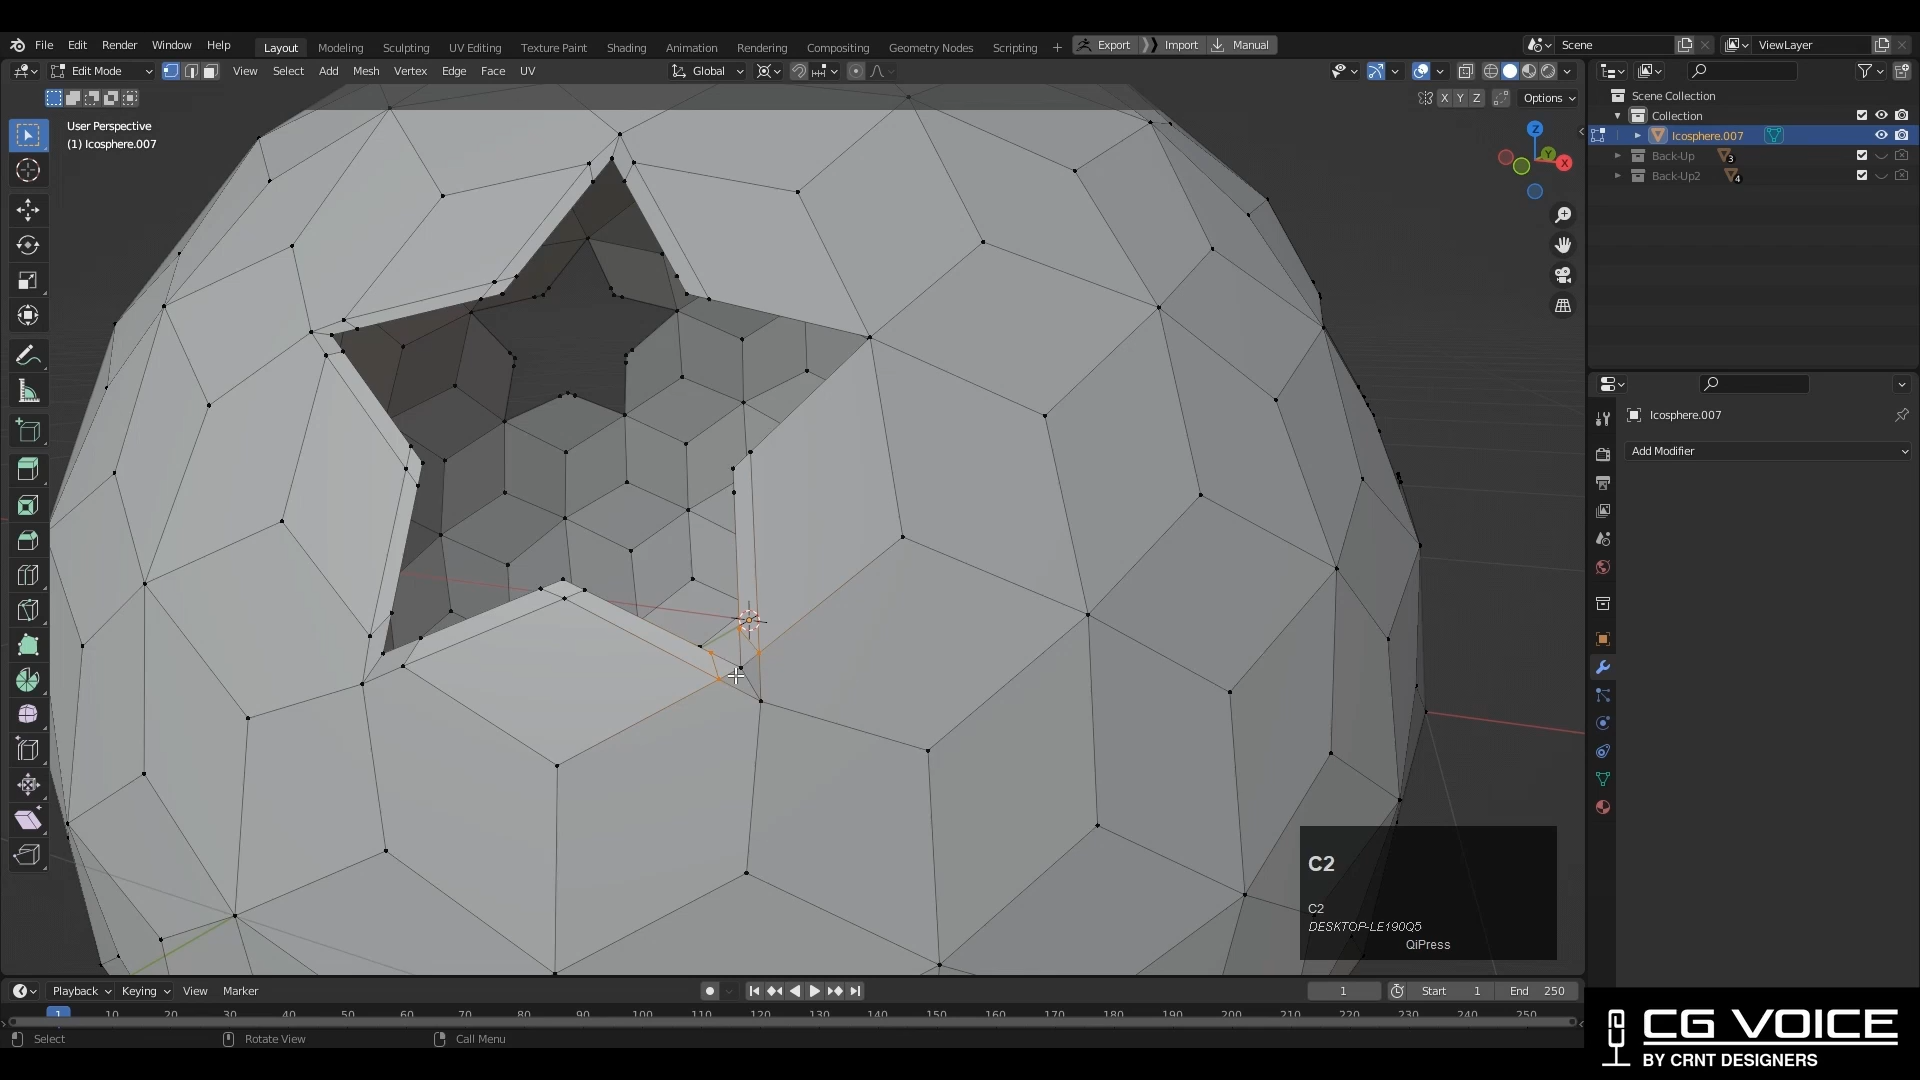 File Edit Render Window Help Layout Modeling Sculpting UV Editing Texture Paint Shading Animation Rendering Compositing Geometry Nodes Scripting + Export Import Manual Scene ViewLayer
Edit Mode View Select Add Mesh Vertex Edge Face UV Global
X Y Z Options
User Perspective
(1) Icosphere.007
Z
Y
X
Scene Collection
Collection
Icosphere.007
Back-Up 3
Back-Up2 4
Icosphere.007
Add Modifier
C2
C2
DESKTOP-LE190Q5
QiPress
Playback Keying View Marker 1 Start 1 End 250
1 10 20 30 40 50 60 70 80 90 100 110 120 130 140 150 160 170 180 190 200 210 220 230 240 250
Select Rotate View Call Menu
CG VOICE
BY CRNT DESIGNERS